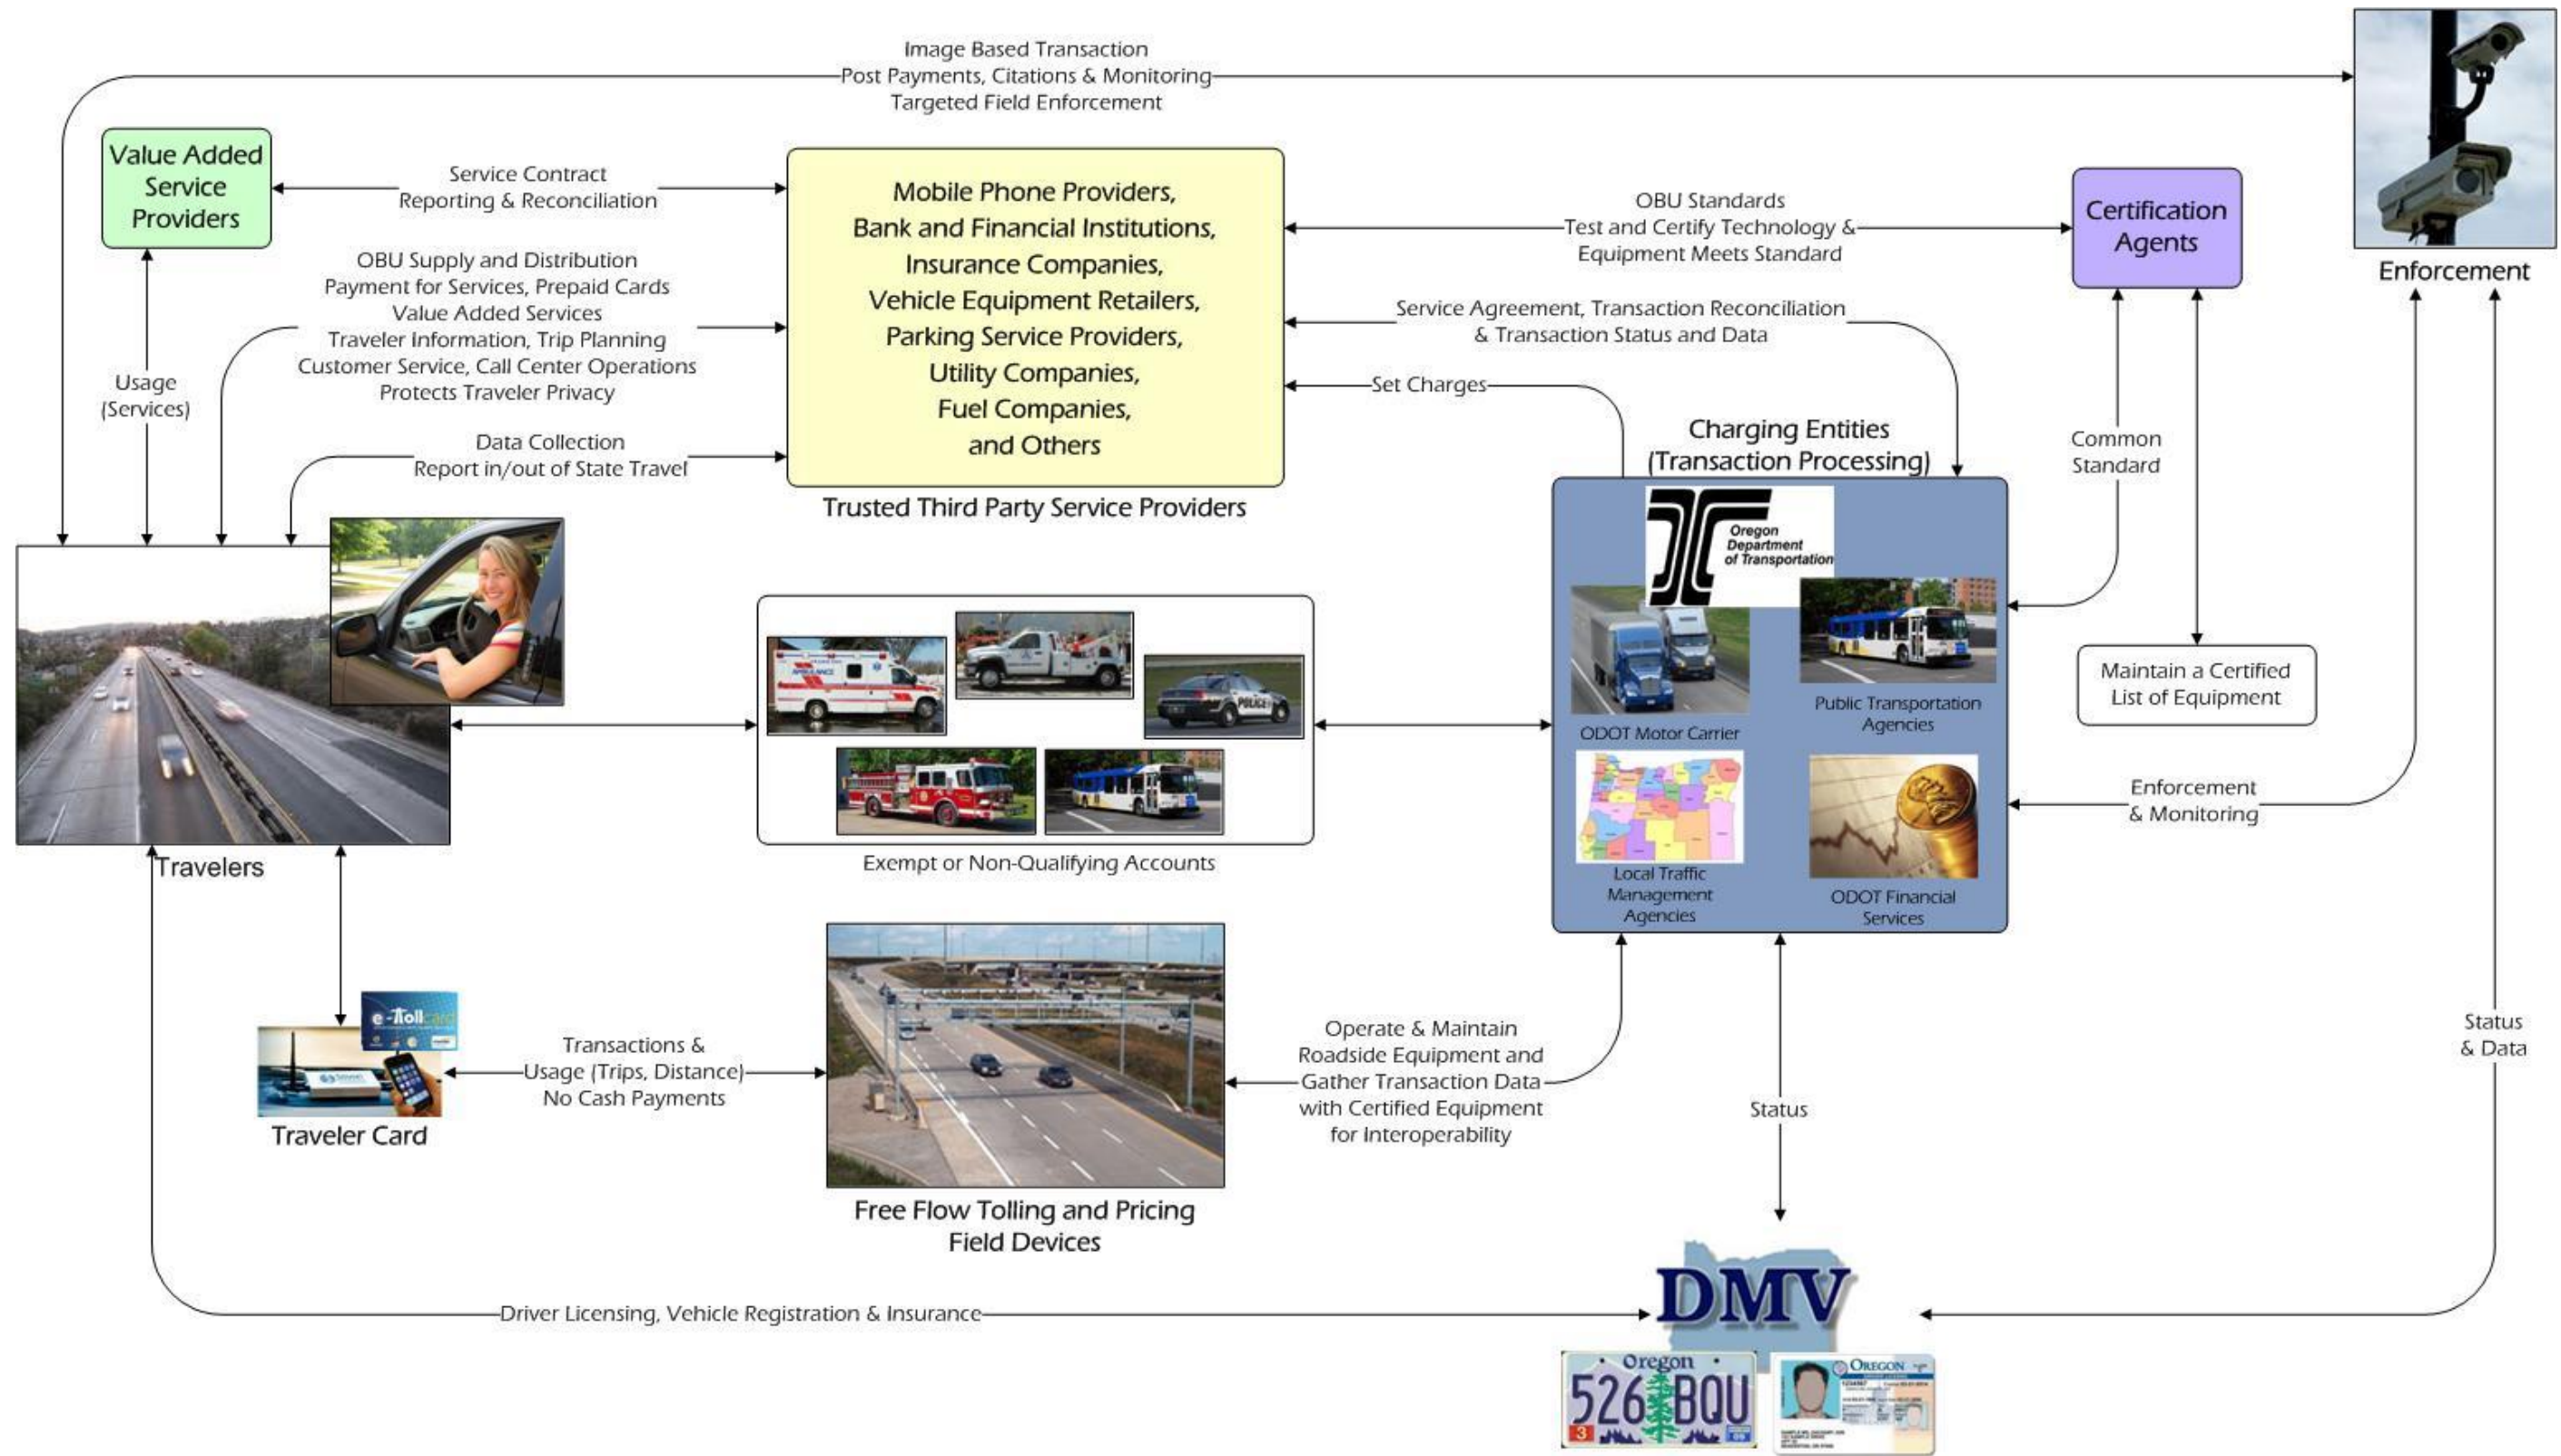 Image Based Transaction
Post Payments, Citations & Monitoring
Targeted Field Enforcement
Value Added
Service
Providers
Service Contract
Reporting & Reconciliation
Mobile Phone Providers,
Bank and Financial Institutions,
Insurance Companies,
Vehicle Equipment Retailers,
Parking Service Providers,
Utility Companies,
Fuel Companies,
and Others
Trusted Third Party Service Providers
OBU Standards
Test and Certify Technology &
Equipment Meets Standard
Certification
Agents
Enforcement
OBU Supply and Distribution
Payment for Services, Prepaid Cards
Value Added Services
Traveler Information, Trip Planning
Customer Service, Call Center Operations
Protects Traveler Privacy
Usage
(Services)
Service Agreement, Transaction Reconciliation
& Transaction Status and Data
Set Charges
Data Collection
Report in/out of State Travel
Charging Entities
(Transaction Processing)
Common
Standard
Oregon
Department
of Transportation
ODOT Motor Carrier
Public Transportation
Agencies
Local Traffic
Management
Agencies
ODOT Financial
Services
Maintain a Certified
List of Equipment
Enforcement
& Monitoring
Travelers
AMBULANCE
POLICE
Exempt or Non-Qualifying Accounts
e-Tollcard
Traveler Card
Transactions &
Usage (Trips, Distance)
No Cash Payments
Free Flow Tolling and Pricing
Field Devices
Operate & Maintain
Roadside Equipment and
Gather Transaction Data
with Certified Equipment
for Interoperability
Status
Status
& Data
Driver Licensing, Vehicle Registration & Insurance
DMV
Oregon
526 BQU
3
OREGON